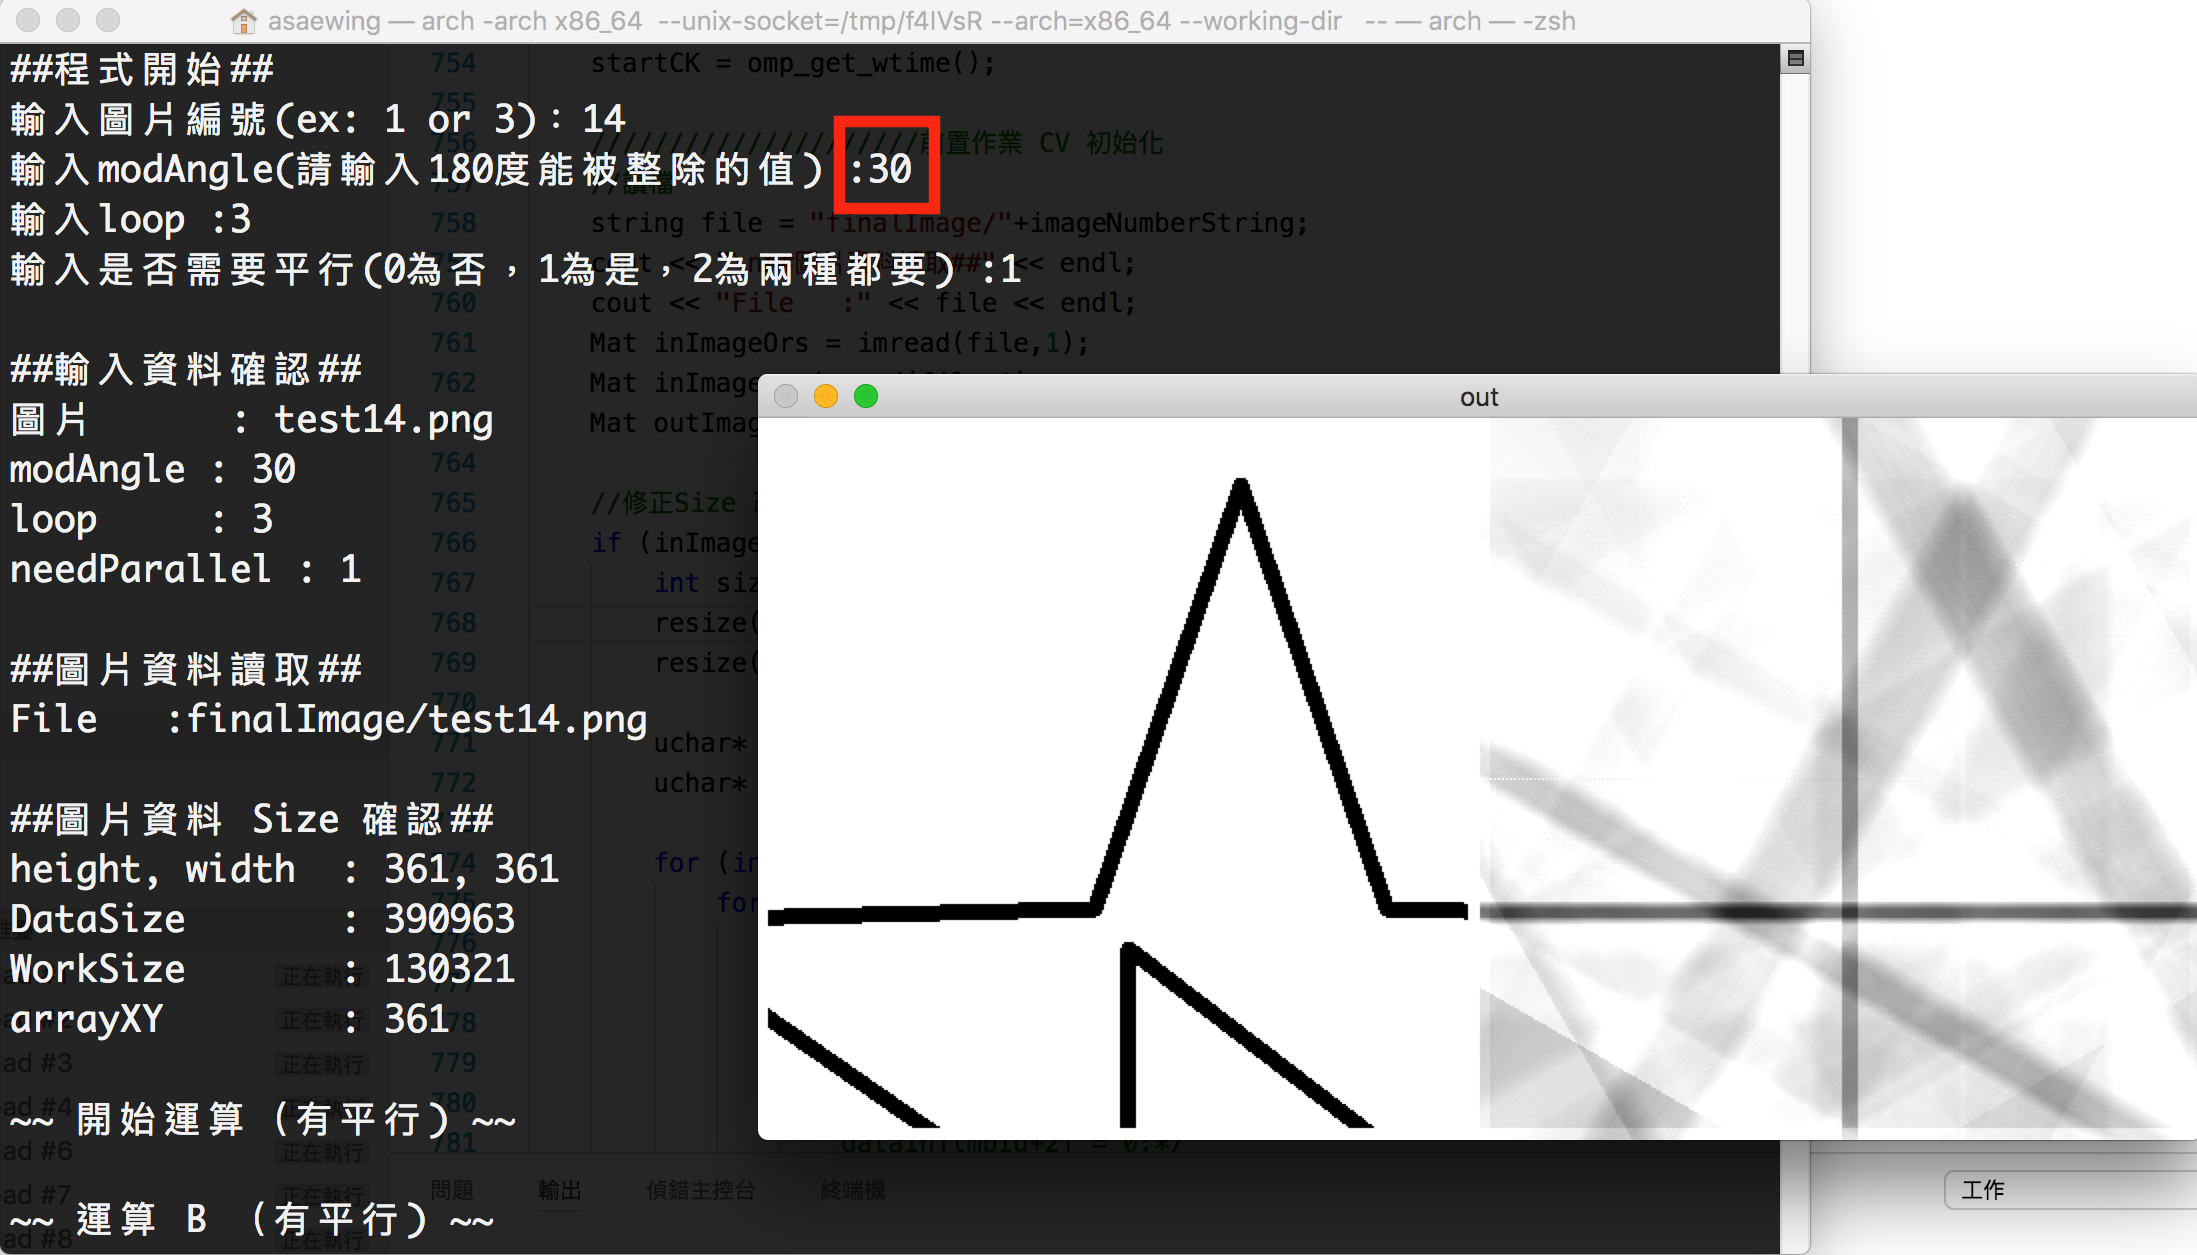 asaewing — arch -arch x86_64 --unix-socket=/tmp/f4IVsR --arch=x86_64 --working-dir -- — arch — -zsh
##程式開始##
輸入圖片編號(ex: 1 or 3): 14
輸入modAngle(請輸入180度能被整除的值) :30
輸入loop :3
輸入是否需要平行(0為否，1為是，2為兩種都要) :1
##輸入資料確認##
圖片 : test14.png
modAngle : 30
loop : 3
needParallel : 1
##圖片資料讀取##
File :finalImage/test14.png
##圖片資料 Size 確認##
height, width : 361, 361
DataSize : 390963
WorkSize : 130321
arrayXY : 361
~~ 開始運算 (有平行) ~~
~~ 運算 B (有平行) ~~
754 startCK = omp_get_wtime();
755
756 ////////////////////前置作業 CV 初始化
//讀檔
758 string file = "finalImage/"+imageNumberString;
<< endl;
760 cout << "File :" << file << endl;
761 Mat inImageOrs = imread(file,1);
762 Mat inImage
Mat outImag
764
765 //修正Size
766 if (inImage
767 int siz
768 resize(
769 resize(
770
771 uchar*
772 uchar*
774 for (in
775 for
776
777
778
779
780
781
out
ad #3 正在執行
ad #4
ad #6 正在執行
ad #7 正在執行
ad #8 正在執行
問題 輸出 偵錯主控台 終端機
工作